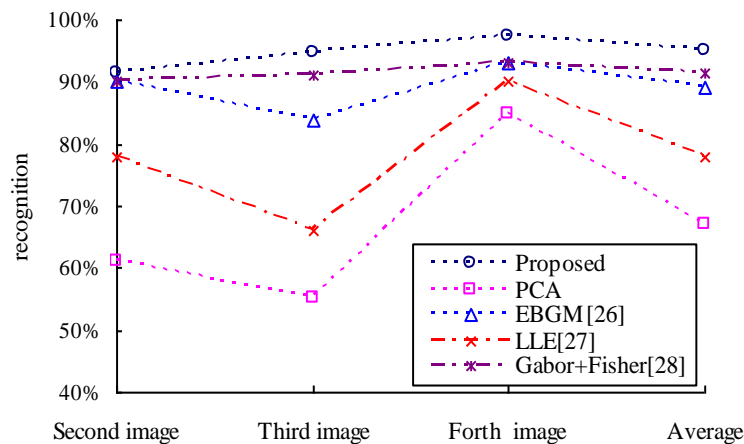 100%
90%
80%
70%
60%
50%
40%
recognition
Proposed
PCA
EBGM[26]
LLE[27]
Gabor+Fisher[28]
Second image Third image Forth image Average